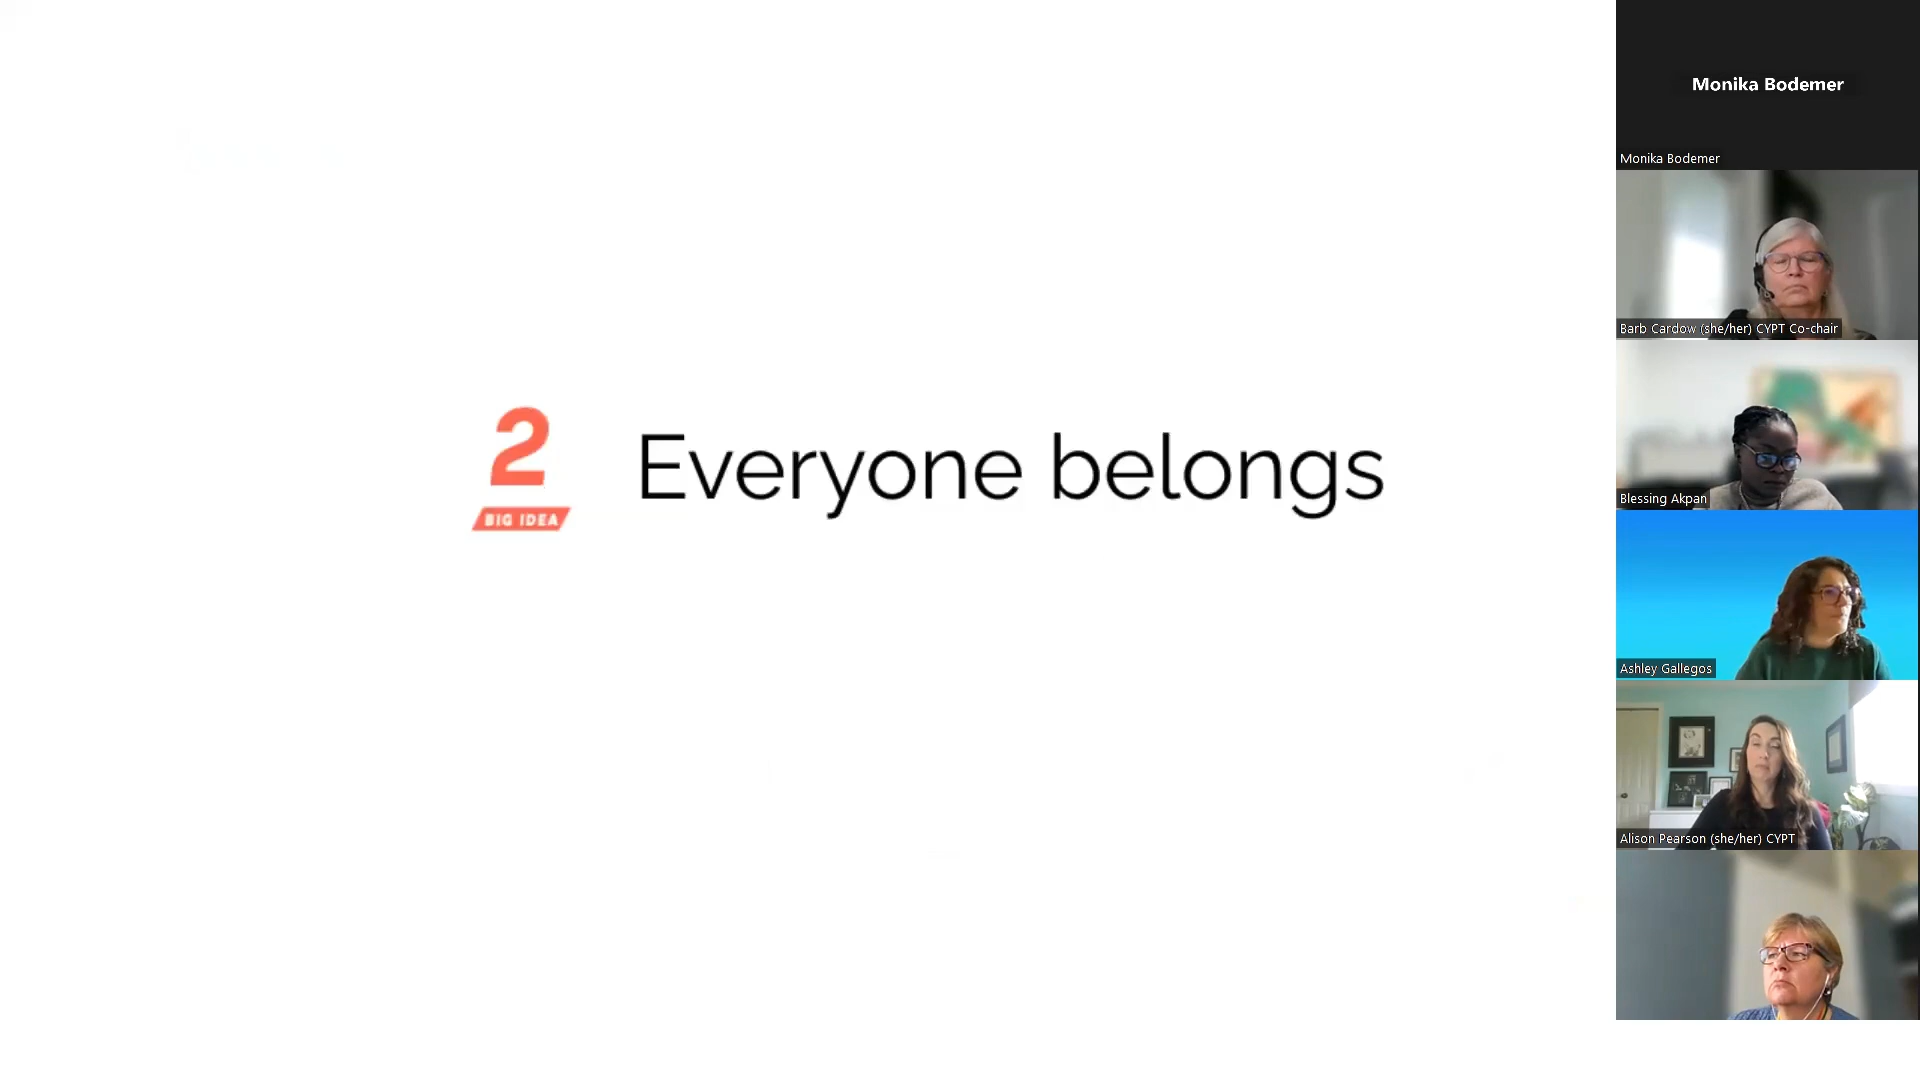 2
BIG IDEA
Everyone belongs
Monika Bodemer
Monika Bodemer
Barb Cardow (she/her) CYPT Co-chair
Blessing Akpan
Ashley Gallegos
Alison Pearson (she/her) CYPT